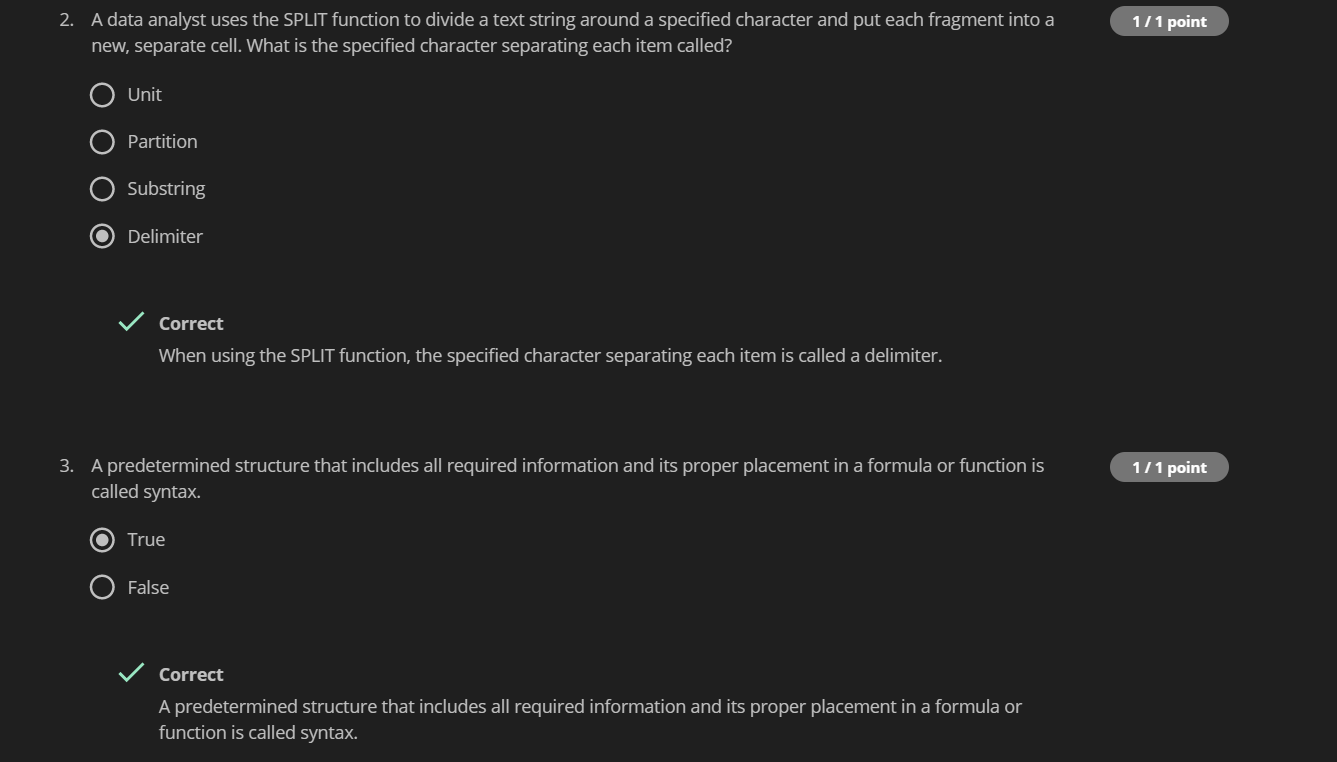 2. A data analyst uses the SPLIT function to divide a text string around a specified character and put each fragment into a
new, separate cell. What is the specified character separating each item called?
1 / 1 point
Unit
Partition
Substring
Delimiter
Correct
When using the SPLIT function, the specified character separating each item is called a delimiter.
3. A predetermined structure that includes all required information and its proper placement in a formula or function is
called syntax.
1 / 1 point
True
False
Correct
A predetermined structure that includes all required information and its proper placement in a formula or
function is called syntax.